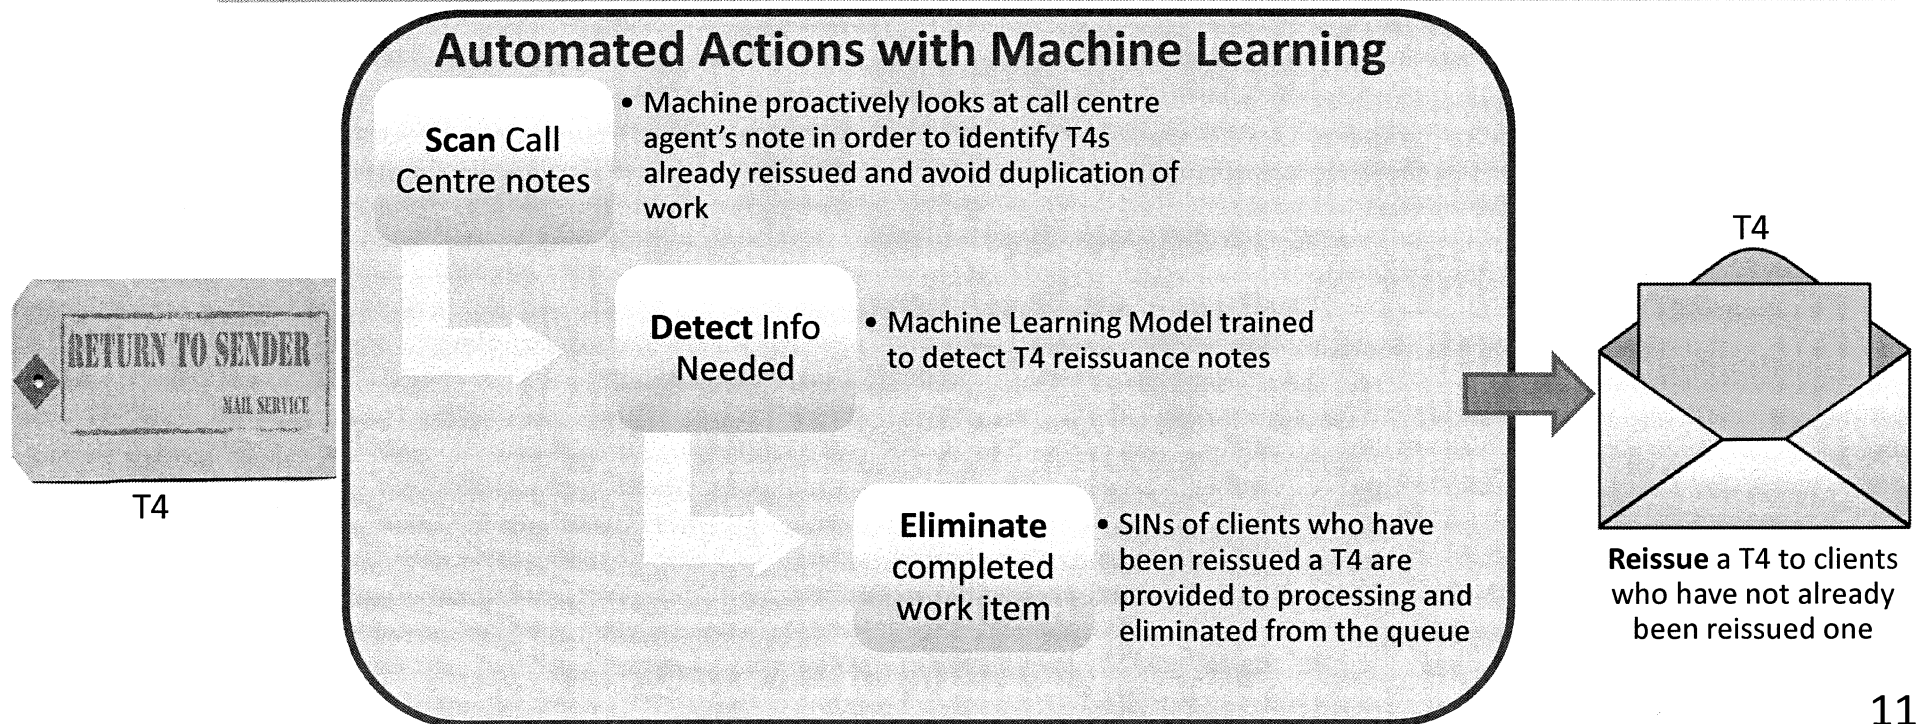 Automated Actions with Machine Learning
Scan Call
Centre notes
• Machine proactively looks at call centre
agent's note in order to identify T4s
already reissued and avoid duplication of
work
RETURN TO SENDER
MAIL SERVICE
T4
Detect Info
Needed
• Machine Learning Model trained
to detect T4 reissuance notes
Eliminate
completed
work item
• SINs of clients who have
been reissued a T4 are
provided to processing and
eliminated from the queue
T4
Reissue a T4 to clients
who have not already
been reissued one
11